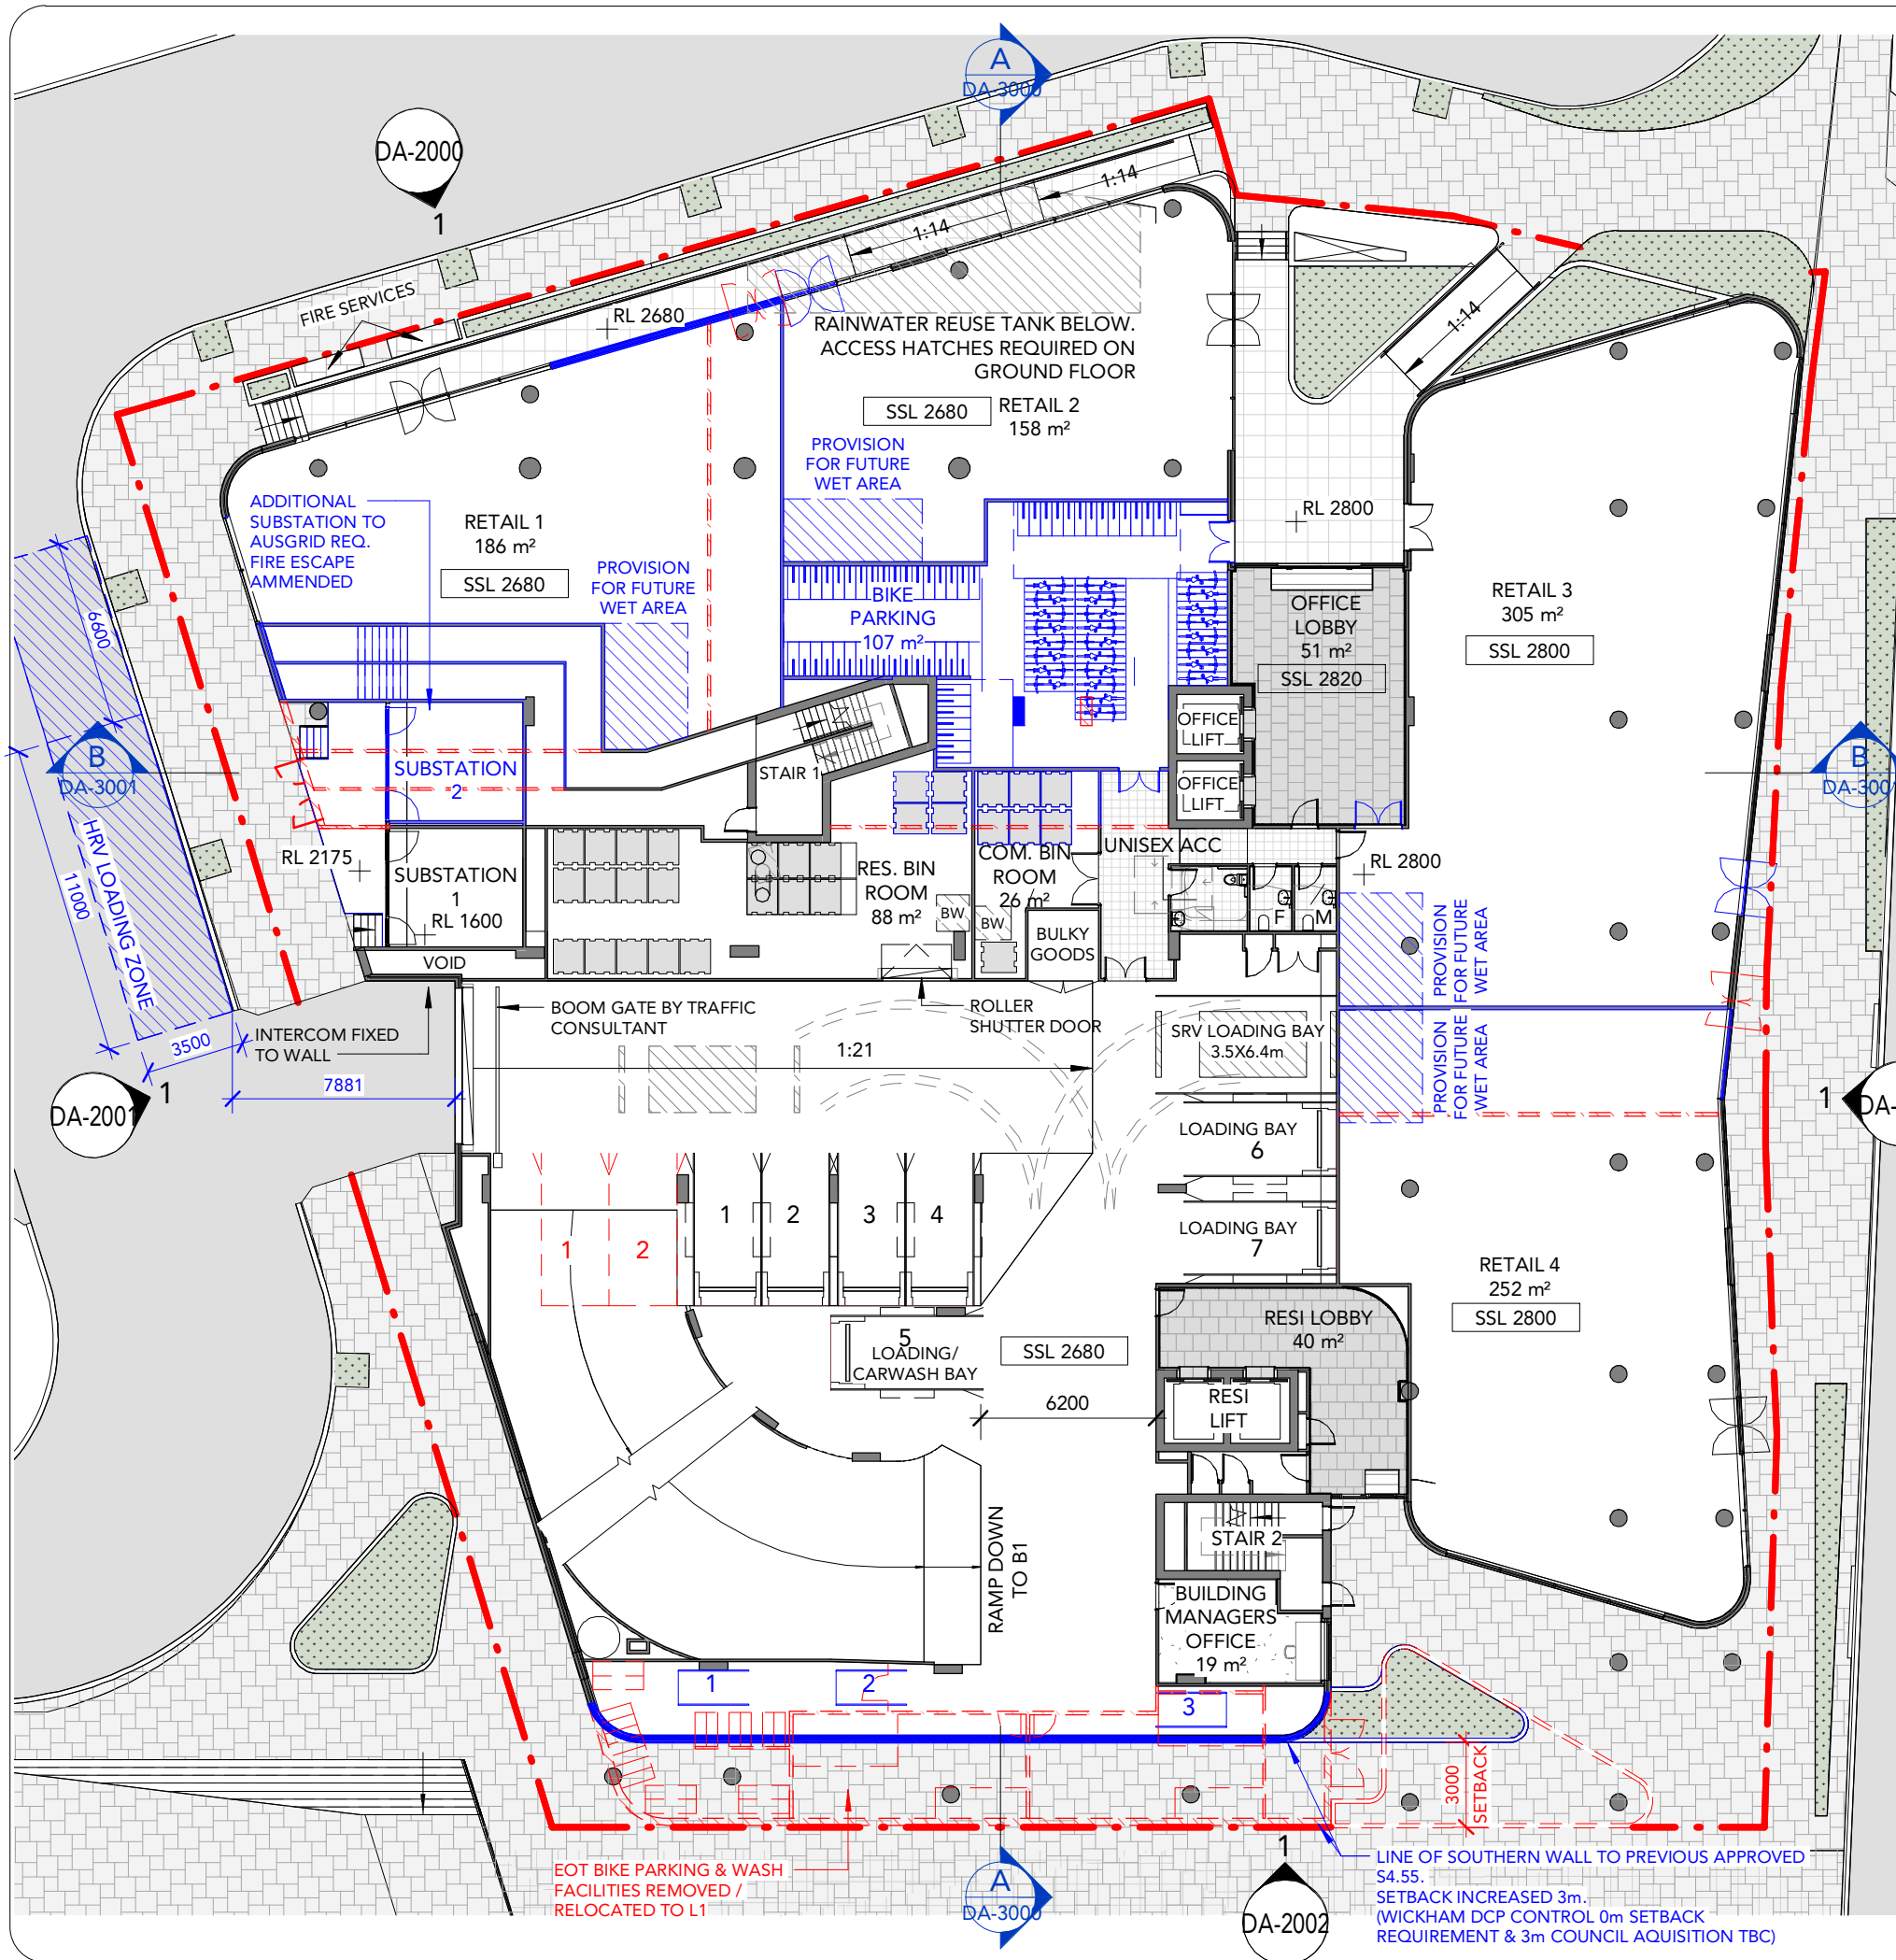 A
DA-3000
DA-2000
1
1:14
1:14
FIRE SERVICES
RL 2680
RAINWATER REUSE TANK BELOW.
ACCESS HATCHES REQUIRED ON
GROUND FLOOR
1:14
SSL 2680
RETAIL 2
158 m²
PROVISION
FOR FUTURE
WET AREA
ADDITIONAL
SUBSTATION TO
AUSGRID REQ.
FIRE ESCAPE
AMMENDED
RETAIL 1
186 m²
SSL 2680
PROVISION
FOR FUTURE
WET AREA
RL 2800
BIKE
PARKING
107 m²
OFFICE
LOBBY
51 m²
SSL 2820
RETAIL 3
305 m²
SSL 2800
6600
OFFICE
LIFT
OFFICE
LIFT
B
DA-3001
SUBSTATION
2
STAIR 1
B
DA-300
HRV LOADING ZONE
11000
RL 2175
SUBSTATION
1
RL 1600
RES. BIN
ROOM
88 m²
BW
COM. BIN
ROOM
26 m²
BW
UNISEX ACC
F
M
RL 2800
BULKY
GOODS
VOID
PROVISION
FOR FUTURE
WET AREA
BOOM GATE BY TRAFFIC
CONSULTANT
ROLLER
SHUTTER DOOR
INTERCOM FIXED
TO WALL
3500
7881
1:21
SRV LOADING BAY
3.5X6.4m
PROVISION
FOR FUTURE
WET AREA
DA-2001
1
1
DA-
LOADING BAY
6
LOADING BAY
7
1
2
3
4
1
2
RETAIL 4
252 m²
SSL 2800
5
LOADING/
CARWASH BAY
SSL 2680
RESI LOBBY
40 m²
6200
RESI
LIFT
RAMP DOWN
TO B1
STAIR 2
BUILDING
MANAGERS
OFFICE
19 m²
1
2
3
3000
SETBACK
EOT BIKE PARKING & WASH
FACILITIES REMOVED /
RELOCATED TO L1
A
DA-3000
1
DA-2002
LINE OF SOUTHERN WALL TO PREVIOUS APPROVED
S4.55.
SETBACK INCREASED 3m.
(WICKHAM DCP CONTROL 0m SETBACK
REQUIREMENT & 3m COUNCIL AQUISITION TBC)